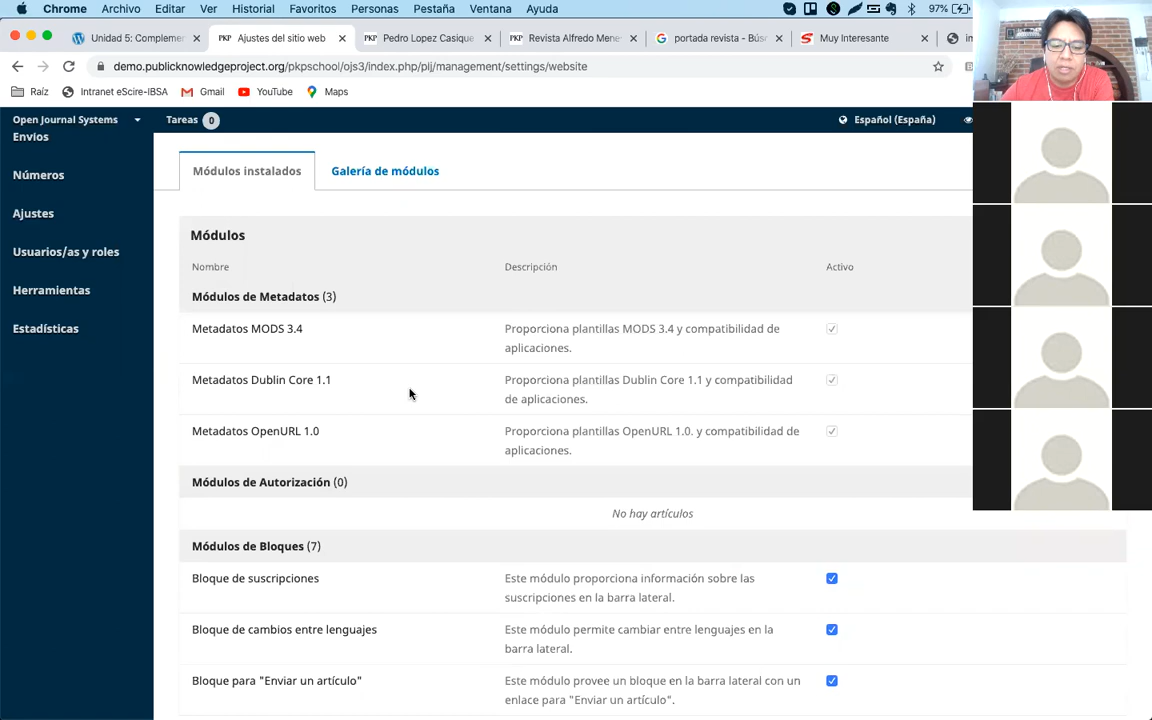 Chrome Archivo Editar Ver Historial Favoritos Personas Pestaña Ventana Ayuda 97%
Unidad 5: Complemer Ajustes del sitio web Pedro Díaz Casique Revista Alfredo Mene portada revista - Bús Muy Interesante im
demo.publicknowledgeproject.org/pkpschool/ojs3/index.php/plj/management/settings/website
Raíz Intranet eScire-IBSA Gmail YouTube Maps
Open Journal Systems Tareas 0 Español (España)
Envíos
Números
Ajustes
Usuarios/as y roles
Herramientas
Estadísticas
Módulos instalados Galería de módulos
Módulos
Nombre Descripción Activo
Módulos de Metadatos (3)
Metadatos MODS 3.4 Proporciona plantillas MODS 3.4 y compatibilidad de
aplicaciones.
Metadatos Dublin Core 1.1 Proporciona plantillas Dublin Core 1.1 y compatibilidad
de aplicaciones.
Metadatos OpenURL 1.0 Proporciona plantillas OpenURL 1.0. y compatibilidad de
aplicaciones.
Módulos de Autorización (0)
No hay artículos
Módulos de Bloques (7)
Bloque de suscripciones Este módulo proporciona información sobre las
suscripciones en la barra lateral.
Bloque de cambios entre lenguajes Este módulo permite cambiar entre lenguajes en la
barra lateral.
Bloque para "Enviar un artículo" Este módulo provee un bloque en la barra lateral con un
enlace para "Enviar un artículo".